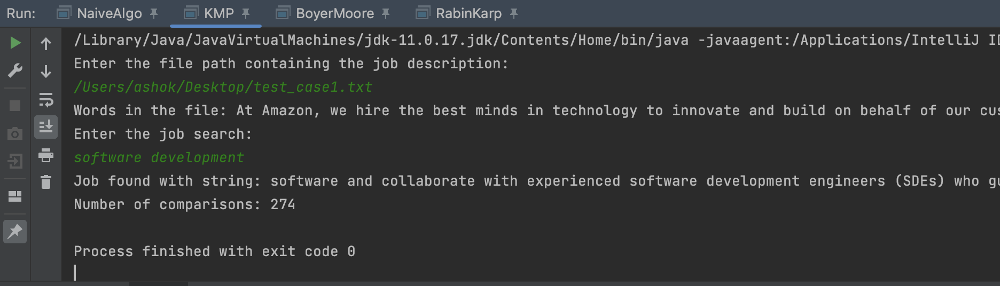 Run: NaiveAlgo KMP BoyerMoore RabinKarp
/Library/Java/JavaVirtualMachines/jdk-11.0.17.jdk/Contents/Home/bin/java -javaagent:/Applications/IntelliJ
Enter the file path containing the job description:
/Users/ashok/Desktop/test_case1.txt
Words in the file: At Amazon, we hire the best minds in technology to innovate and build on behalf of our
Enter the job search:
software development
Job found with string: software and collaborate with experienced software development engineers (SDEs) who
Number of comparisons: 274
Process finished with exit code 0